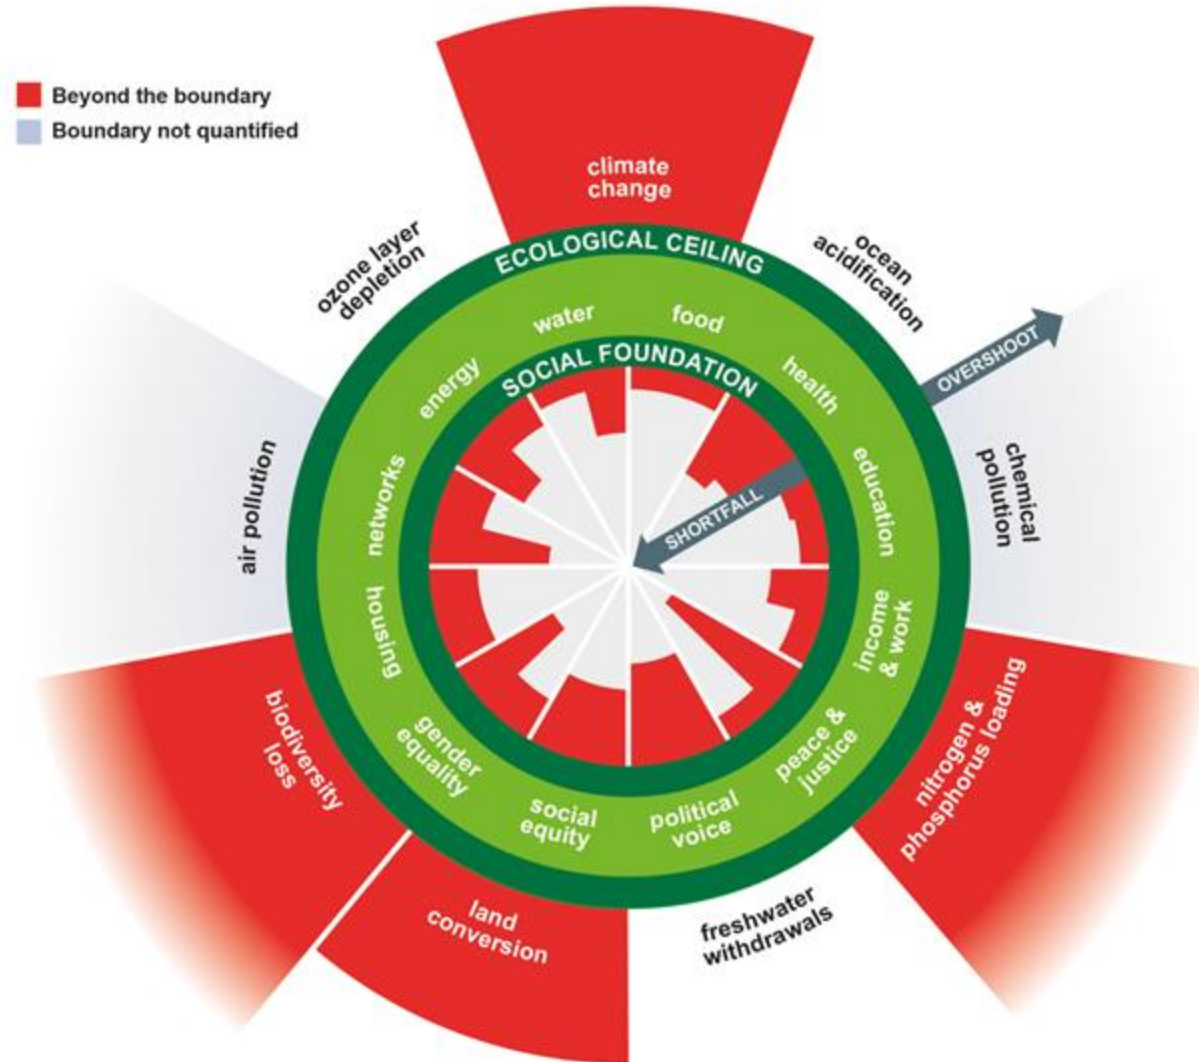 Beyond the boundary
Boundary not quantified
climate
change
ozone layer
depletion
ocean
acidification
ECOLOGICAL CEILING
OVERSHOOT
water
food
energy
health
SOCIAL FOUNDATION
air pollution
networks
education
chemical
pollution
SHORTFALL
housing
income
& work
biodiversity
loss
gender
equality
peace &
justice
nitrogen &
phosphorus loading
social
equity
political
voice
land
conversion
freshwater
withdrawals